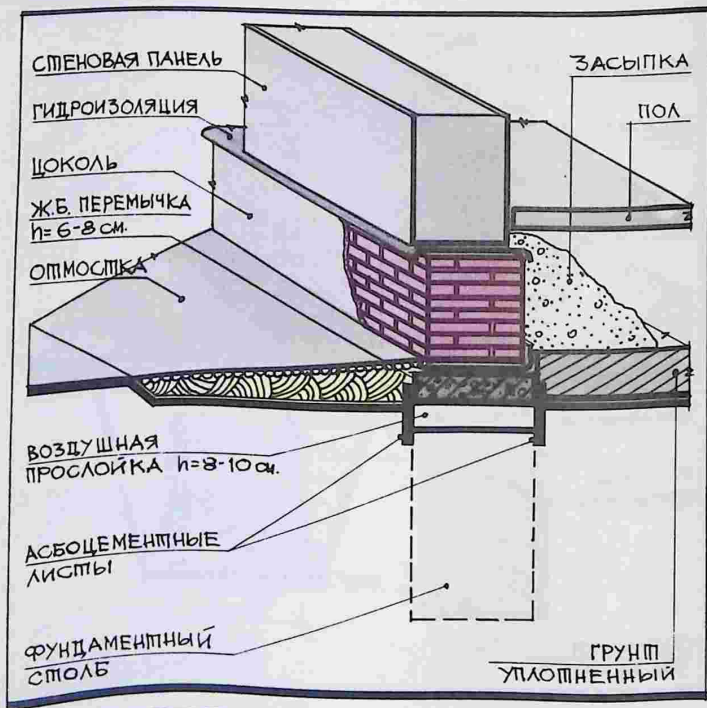 СТЕНОВАЯ ПАНЕЛЬ
ГИДРОИЗОЛЯЦИЯ
ЦОКОЛЬ
Ж.Б. ПЕРЕМЫЧКА
h=6-8 см.
ОТМОСТКА
ЗАСЫПКА
ПОЛ
ВОЗДУШНАЯ
ПРОСЛОЙКА h=8-10 см.
АСБОЦЕМЕНТНЫЕ
ЛИСТЫ
ФУНДАМЕНТНЫЙ
СТОЛБ
ГРУНТ
УПЛОТНЕННЫЙ